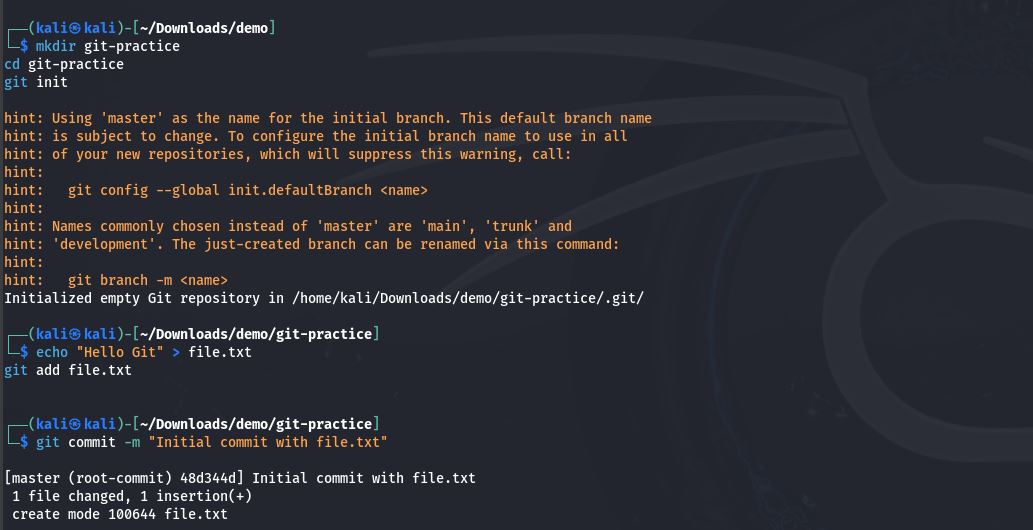 ┌──(kali㉿kali)-[~/Downloads/demo]
└─$ mkdir git-practice
cd git-practice
git init
hint: Using 'master' as the name for the initial branch. This default branch name
hint: is subject to change. To configure the initial branch name to use in all
hint: of your new repositories, which will suppress this warning, call:
hint:
hint:   git config --global init.defaultBranch <name>
hint:
hint: Names commonly chosen instead of 'master' are 'main', 'trunk' and
hint: 'development'. The just-created branch can be renamed via this command:
hint:
hint:   git branch -m <name>
Initialized empty Git repository in /home/kali/Downloads/demo/git-practice/.git/
┌──(kali㉿kali)-[~/Downloads/demo/git-practice]
└─$ echo "Hello Git" > file.txt
git add file.txt
┌──(kali㉿kali)-[~/Downloads/demo/git-practice]
└─$ git commit -m "Initial commit with file.txt"
[master (root-commit) 48d344d] Initial commit with file.txt
 1 file changed, 1 insertion(+)
 create mode 100644 file.txt